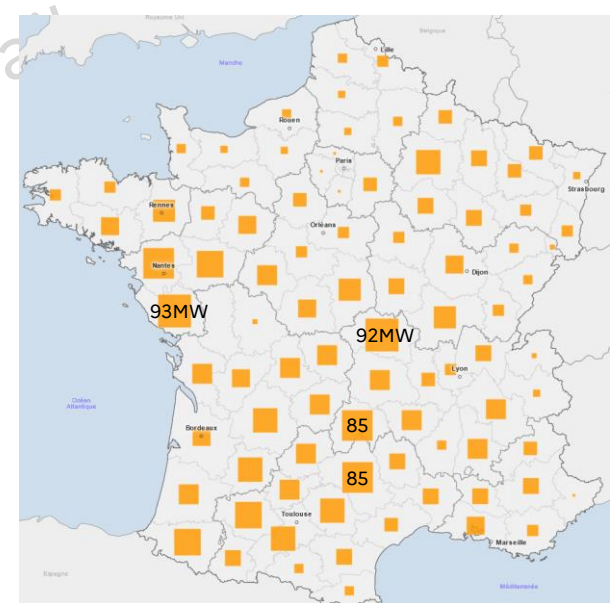 Royaume Uni
Belgique
Lille
Manche
Rouen
Paris
Strasbourg
Rennes
Orléans
Nantes
Dijon
93MW
92MW
Lyon
Océan
Atlantique
85
Bordeaux
85
Toulouse
Marseille
Espagne
Méditerranée